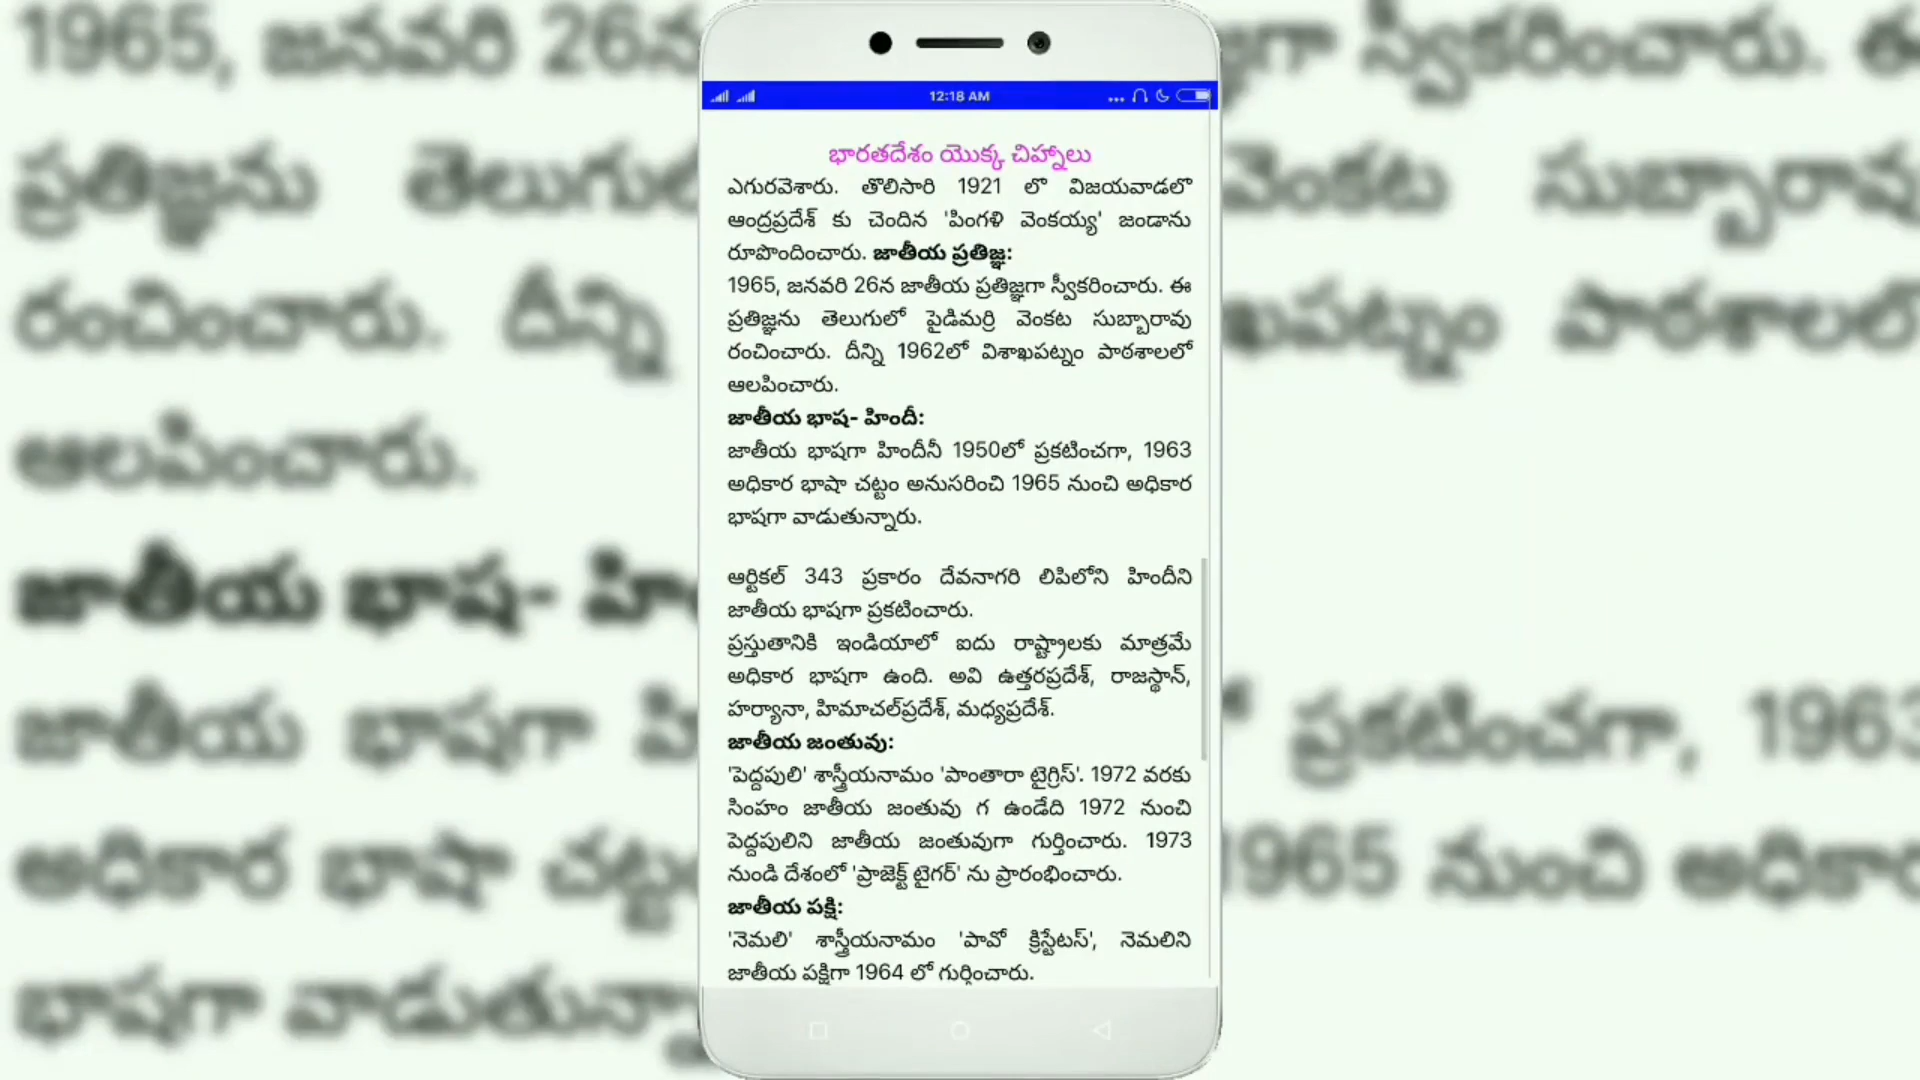 12:18 AM
భారతదేశం యొక్క చిహ్నాలు
ఎగురవెశారు. తొలిసారి 1921 లొ విజయవాడలొ
ఆంద్రప్రదేశ్ కు చెందిన 'పింగళి వెంకయ్య' జండాను
రూపొందించారు. జాతీయ ప్రతిజ్ఞ:
1965, జనవరి 26న జాతీయ ప్రతిజ్ఞగా స్వీకరించారు. ఈ
ప్రతిజ్ఞను తెలుగులో పైడిమర్రి వెంకట సుబ్బారావు
రంచించారు. దీన్ని 1962లో విశాఖపట్నం పాఠశాలలో
ఆలపించారు.
జాతీయ భాష- హిందీ:
జాతీయ భాషగా హిందీనీ 1950లో ప్రకటించగా, 1963
అధికార భాషా చట్టం అనుసరించి 1965 నుంచి అధికార
భాషగా వాడుతున్నారు.
ఆర్టికల్ 343 ప్రకారం దేవనాగరి లిపిలోని హిందీని
జాతీయ భాషగా ప్రకటించారు.
ప్రస్తుతానికి ఇండియాలో ఐదు రాష్ట్రాలకు మాత్రమే
అధికార భాషగా ఉంది. అవి ఉత్తరప్రదేశ్, రాజస్థాన్,
హర్యానా, హిమాచల్‌ప్రదేశ్, మధ్యప్రదేశ్.
జాతీయ జంతువు:
'పెద్దపులి' శాస్త్రీయనామం 'పాంతారా టైగ్రిస్'. 1972 వరకు
సింహం జాతీయ జంతువు గ ఉండేది 1972 నుంచి
పెద్దపులిని జాతీయ జంతువుగా గుర్తించారు. 1973
నుండి దేశంలో 'ప్రాజెక్ట్ టైగర్' ను ప్రారంభించారు.
జాతీయ పక్షి:
'నెమలి' శాస్త్రీయనామం 'పావో క్రిస్టేటస్', నెమలిని
జాతీయ పక్షిగా 1964 లో గుర్తించారు.